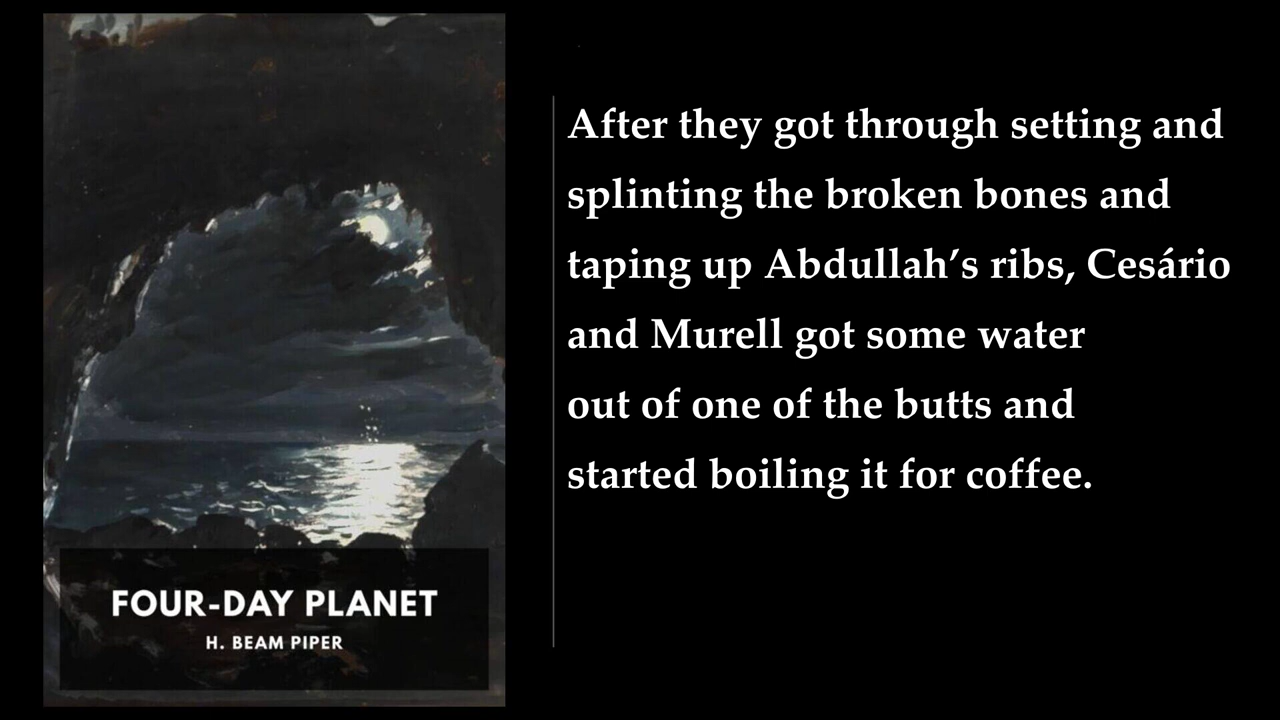 After they got through setting and
splinting the broken bones and
taping up Abdullah’s ribs, Cesário
and Murell got some water
out of one of the butts and
started boiling it for coffee.
FOUR-DAY PLANET
H. BEAM PIPER